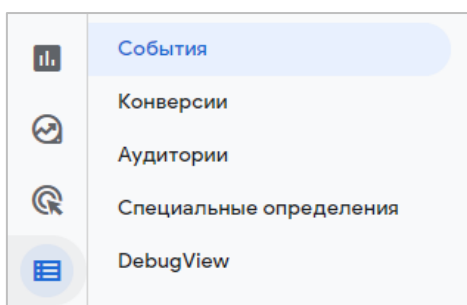 События
Конверсии
Аудитории
Специальные определения
DebugView